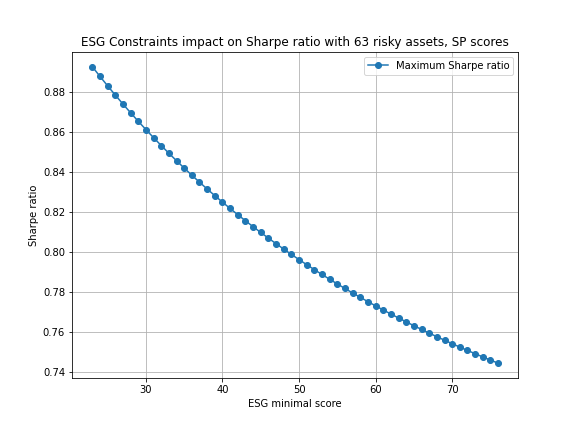 ESG Constraints impact on Sharpe ratio with 63 risky assets, SP scores
Maximum Sharpe ratio
Sharpe ratio
0.88
0.86
0.84
0.82
0.80
0.78
0.76
0.74
30 40 50 60 70
ESG minimal score